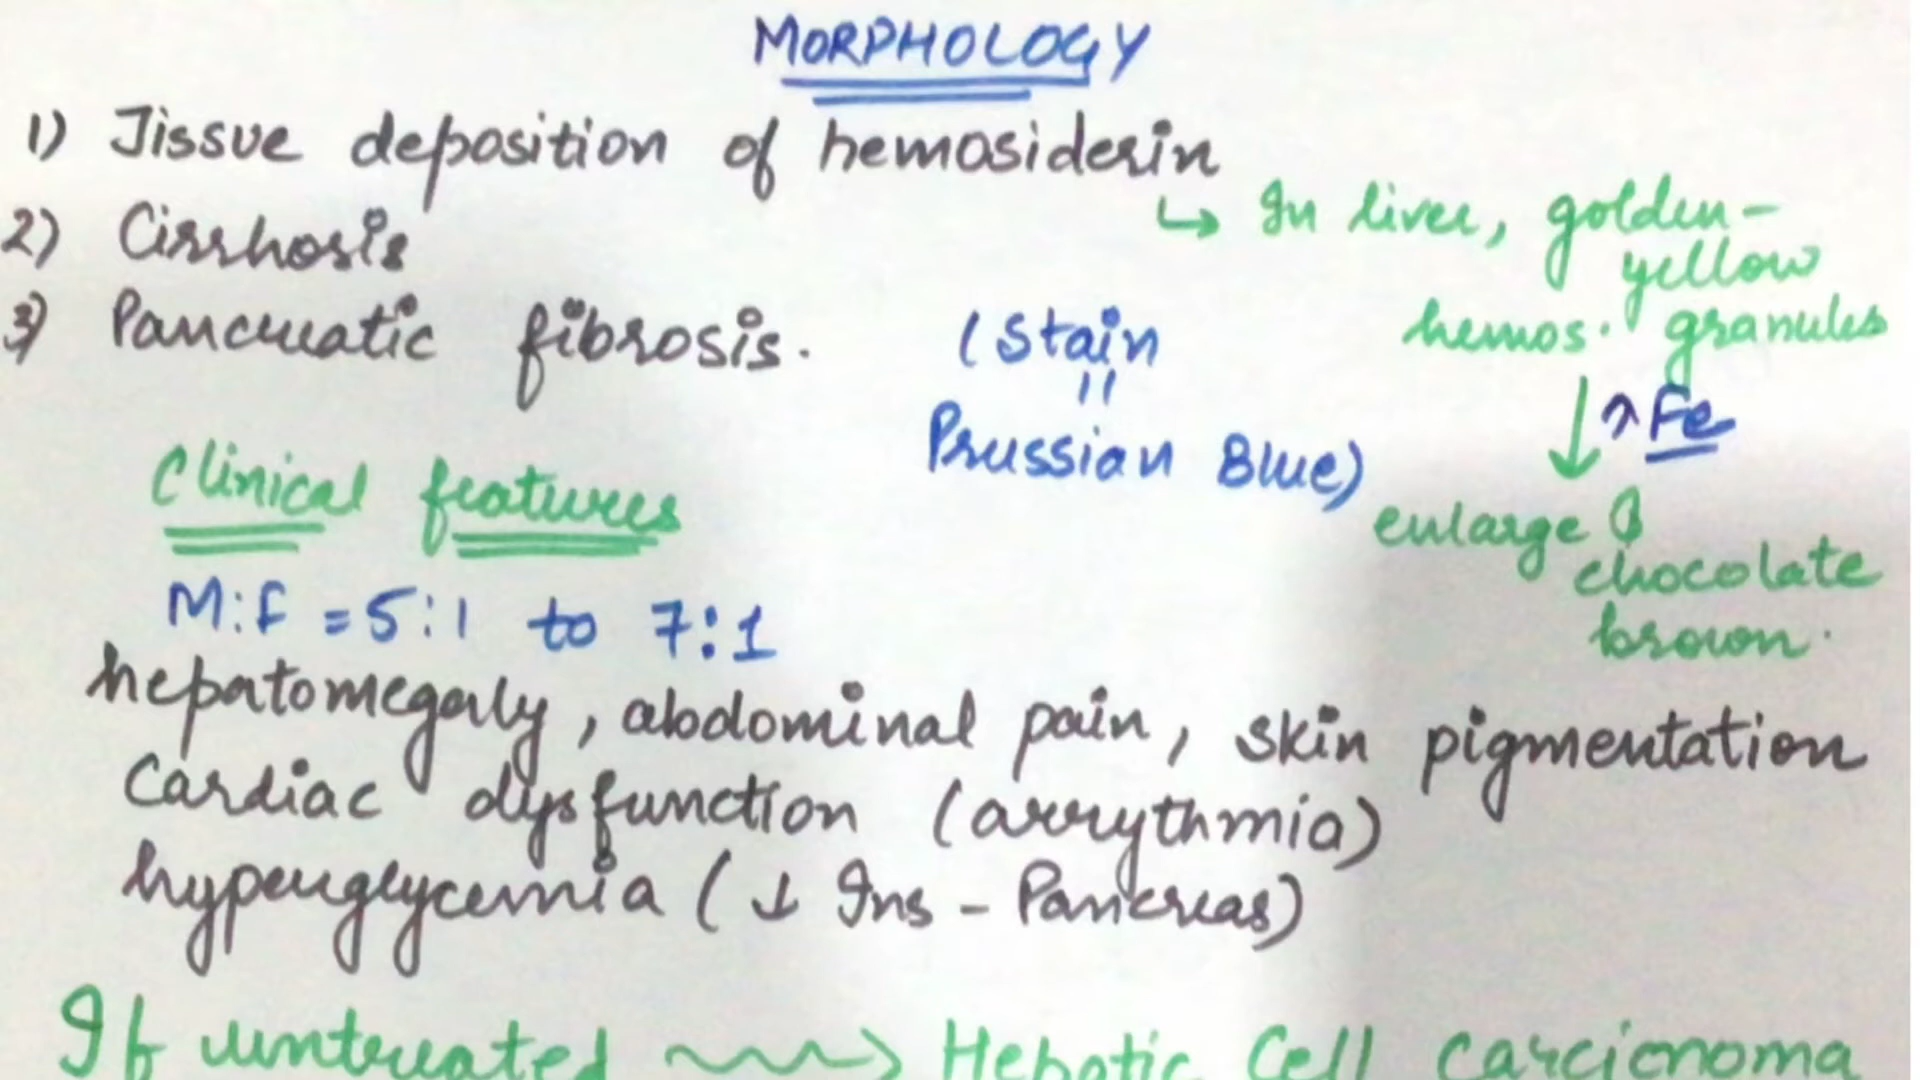 MORPHOLOGY
1) Tissue deposition of hemosiderin
↳ In liver, golden-
yellow
hemos. granules
2) Cirrhosis
3) Pancreatic fibrosis.
(Stain
=
Prussian Blue)
↓ ↑ Fe
enlarge &
chocolate
brown.
Clinical features
M:F = 5:1 to 7:1
hepatomegaly, abdominal pain, skin pigmentation
Cardiac dysfunction (arrythmia)
hyperglycemia (↓ Ins - Pancreas)
If untreated → Hepatic Cell carcinoma